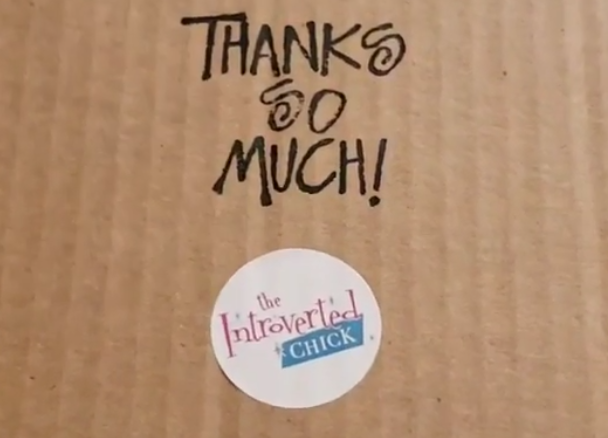 THANKS
SO
MUCH!
the
Introverted
CHICK